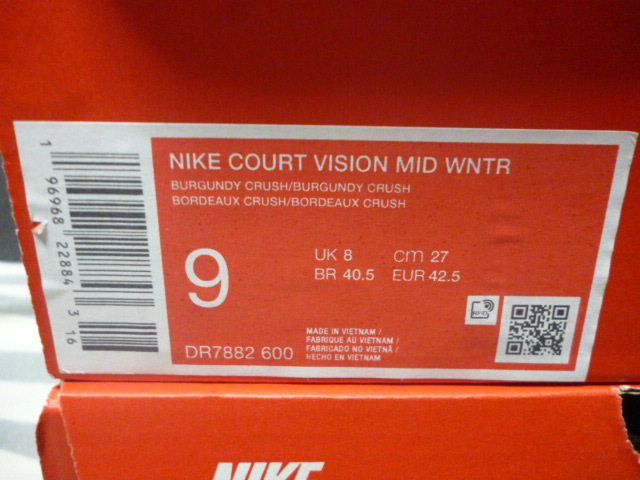 NIKE COURT VISION MID WNTR
BURGUNDY CRUSH/BURGUNDY CRUSH
BORDEAUX CRUSH/BORDEAUX CRUSH
9
UK 8 cm 27
BR 40.5 EUR 42.5
RFID
DR7882 600
MADE IN VIETNAM /
FABRIQUE AU VIETNAM /
FABRICADO NO VIETNÃ /
HECHO EN VIETNAM
1 96968 22884 3 16
NIKE